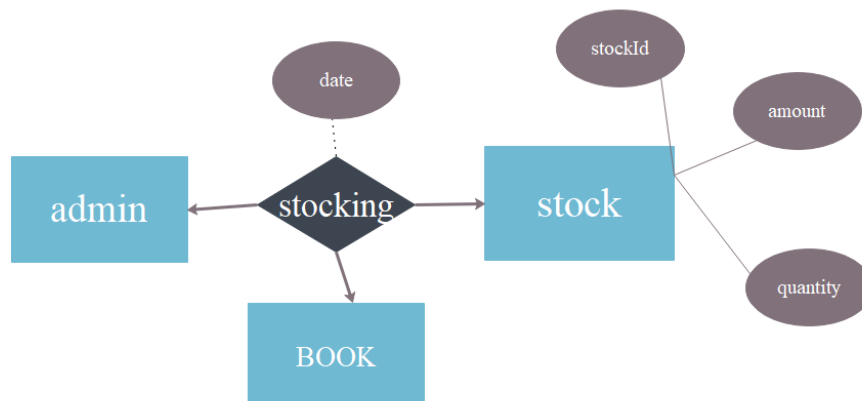 stockId
date
amount
admin
stocking
stock
quantity
BOOK